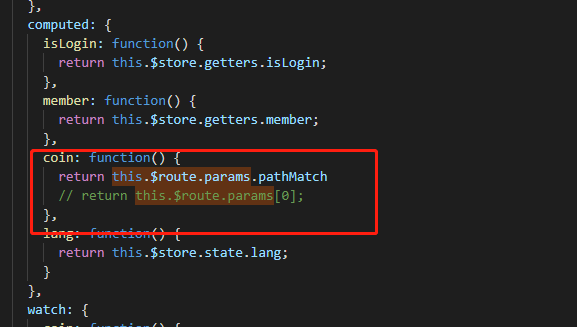 },
computed: {
isLogin: function() {
return this.$store.getters.isLogin;
},
member: function() {
return this.$store.getters.member;
},
coin: function() {
return this.$route.params.pathMatch
// return this.$route.params[0];
},
lang: function() {
return this.$store.state.lang;
}
},
watch: {
coin: function() {